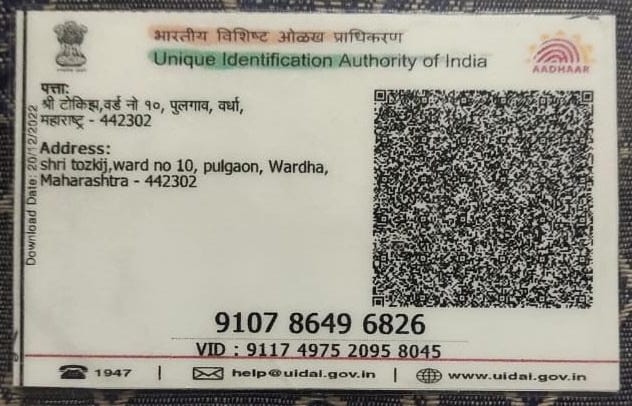 भारतीय विशिष्ट ओळख प्राधिकरण
Unique Identification Authority of India
AADHAAR
पत्ता:
श्री टोकिझ,वर्ड नो १०, पुलगाव, वर्धा,
महाराष्ट्र - 442302
Address:
shri tozkij,ward no 10, pulgaon, Wardha,
Maharashtra - 442302
Download Date: 20/12/2022
9107 8649 6826
VID : 9117 4975 2095 8045
1947 | help@uidai.gov.in | www.uidai.gov.in